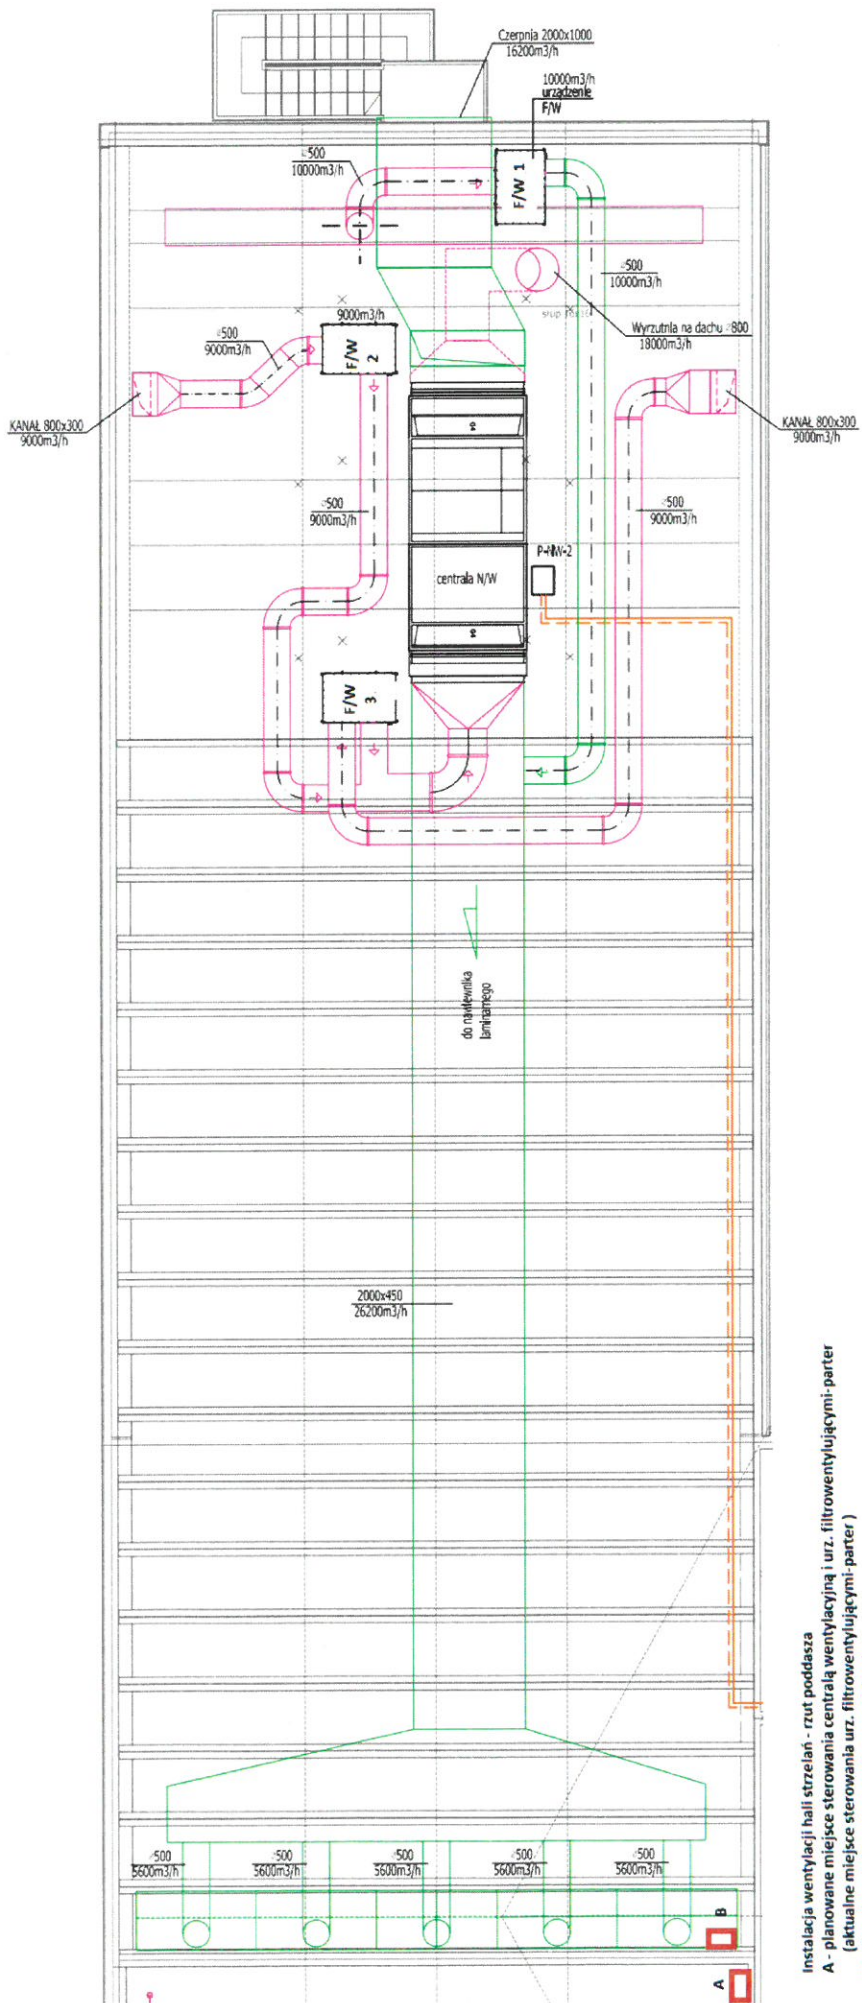 Czerpnia 2000x1000
16200m3/h
10000m3/h
urządzenie
F/W
500
10000m3/h
F/W 1
500
10000m3/h
9000m3/h
500
9000m3/h
F/W
2
Wyrzutnia na dachu 800
18000m3/h
KANAŁ 800x300
9000m3/h
KANAŁ 800x300
9000m3/h
G4
500
9000m3/h
500
9000m3/h
P-NW-2
centrala N/W
G4
F/W
3
do nawiewnika
laminarnego
2000x450
26200m3/h
500
5600m3/h
500
5600m3/h
500
5600m3/h
500
5600m3/h
500
5600m3/h
B
A
Instalacja wentylacji hali strzelań - rzut poddasza
A - planowane miejsce sterowania centralą wentylacyjną i urz. filtrowentylującymi-parter
(aktualne miejsce sterowania urz. filtrowentylującymi-parter )